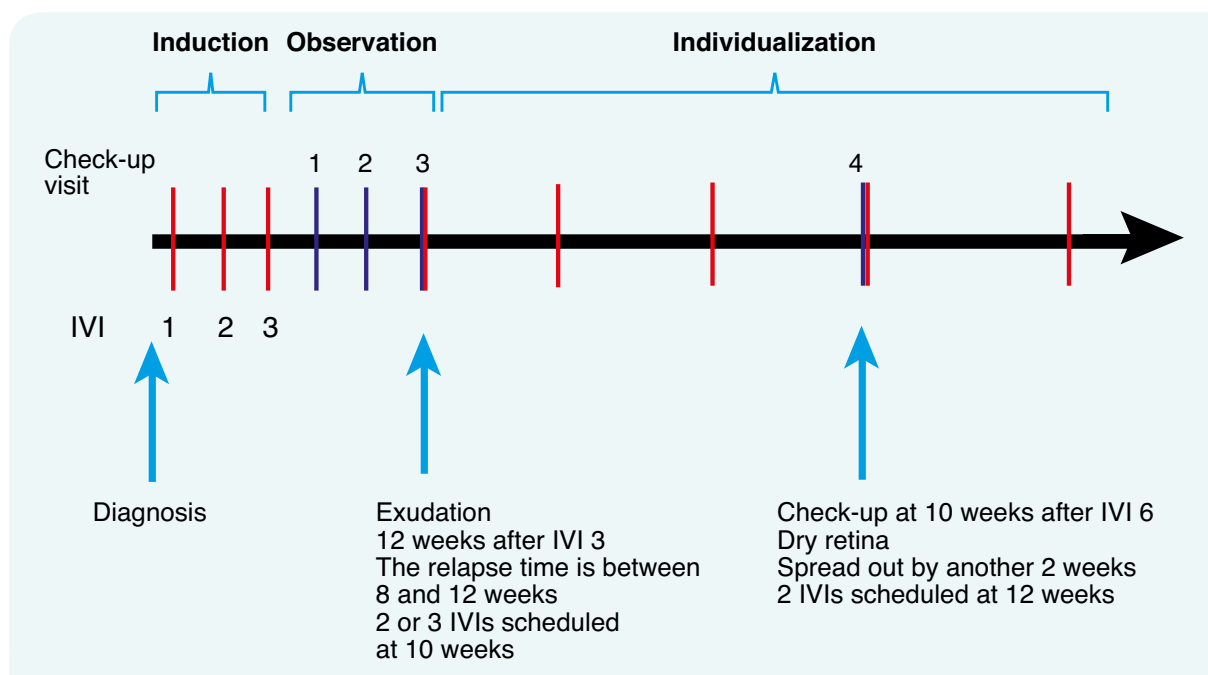 Induction Observation Individualization
Check-up
visit
1 2 3 4
IVI 1 2 3
Diagnosis
Exudation
12 weeks after IVI 3
The relapse time is between
8 and 12 weeks
2 or 3 IVIs scheduled
at 10 weeks
Check-up at 10 weeks after IVI 6
Dry retina
Spread out by another 2 weeks
2 IVIs scheduled at 12 weeks